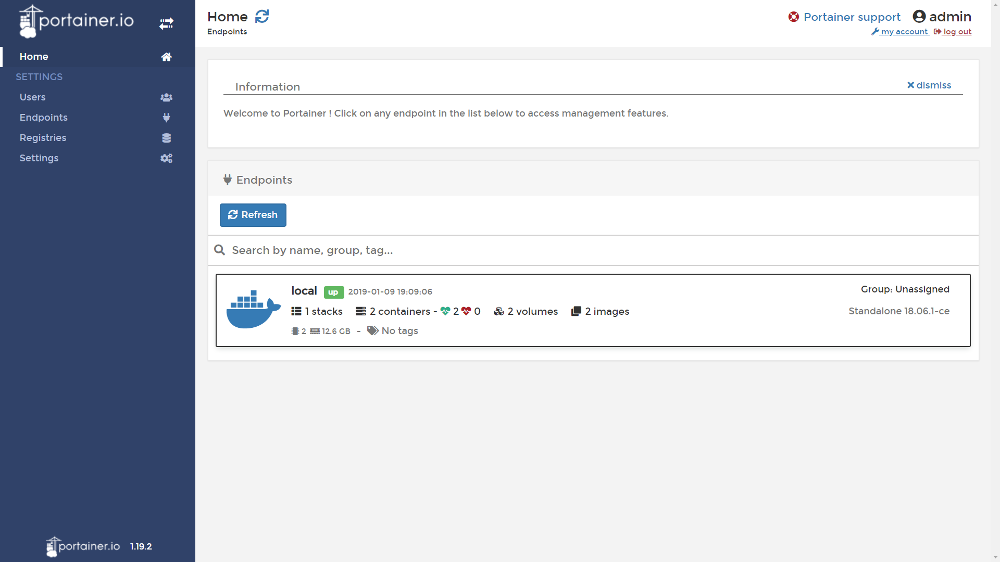 portainer.io
Home
SETTINGS
Users
Endpoints
Registries
Settings
portainer.io 1.19.2
Home
Endpoints
Portainer support admin
my account log out
Information
dismiss
Welcome to Portainer ! Click on any endpoint in the list below to access management features.
Endpoints
Refresh
Search by name, group, tag...
local up 2019-01-09 19:09:06
Group: Unassigned
1 stacks 2 containers - 2 0 2 volumes 2 images
Standalone 18.06.1-ce
2 12.6 GB - No tags